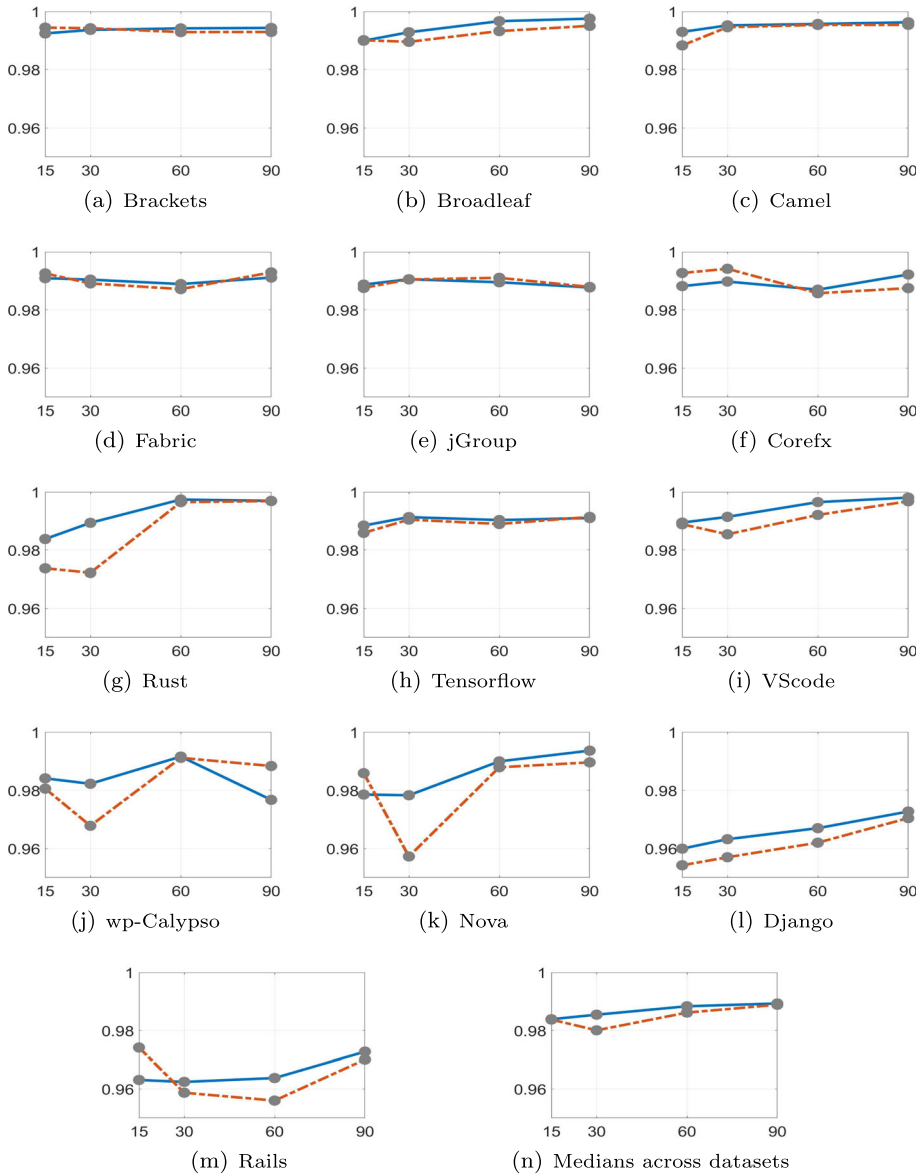 1 1 1
0.98 0.98 0.98
0.96 0.96 0.96
15 30 60 90 15 30 60 90 15 30 60 90
(a) Brackets (b) Broadleaf (c) Camel
1 1 1
0.98 0.98 0.98
0.96 0.96 0.96
15 30 60 90 15 30 60 90 15 30 60 90
(d) Fabric (e) jGroup (f) Corefx
1 1 1
0.98 0.98 0.98
0.96 0.96 0.96
15 30 60 90 15 30 60 90 15 30 60 90
(g) Rust (h) Tensorflow (i) VScode
1 1 1
0.98 0.98 0.98
0.96 0.96 0.96
15 30 60 90 15 30 60 90 15 30 60 90
(j) wp-Calypso (k) Nova (l) Django
1 1
0.98 0.98
0.96 0.96
15 30 60 90 15 30 60 90
(m) Rails (n) Medians across datasets